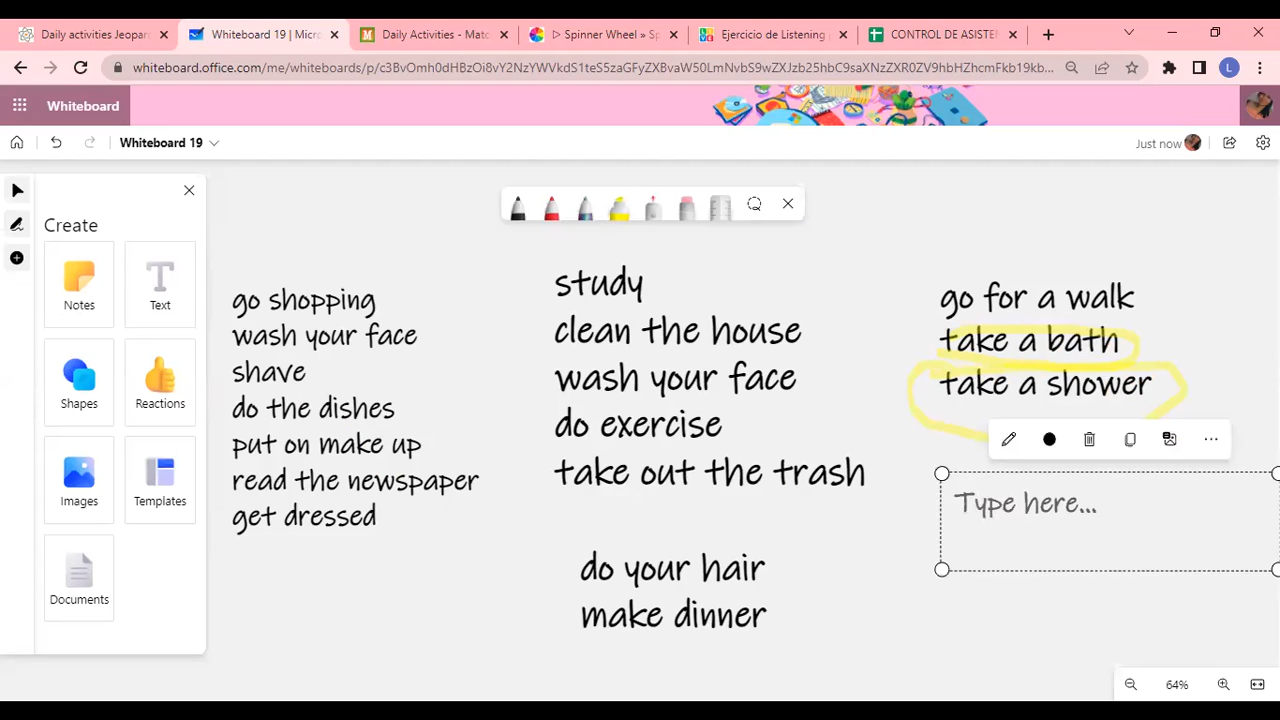 Daily activities Jeopar
Whiteboard 19 | Micro
Daily Activities - Matc
▷ Spinner Wheel » Sp
Ejercicio de Listening
CONTROL DE ASISTEN
Whiteboard
Whiteboard 19
Just now
Create
Notes
Text
Shapes
Reactions
Images
Templates
Documents
go shopping
wash your face
shave
do the dishes
put on make up
read the newspaper
get dressed
study
clean the house
wash your face
do exercise
take out the trash
do your hair
make dinner
go for a walk
take a bath
take a shower
Type here...
64%
L